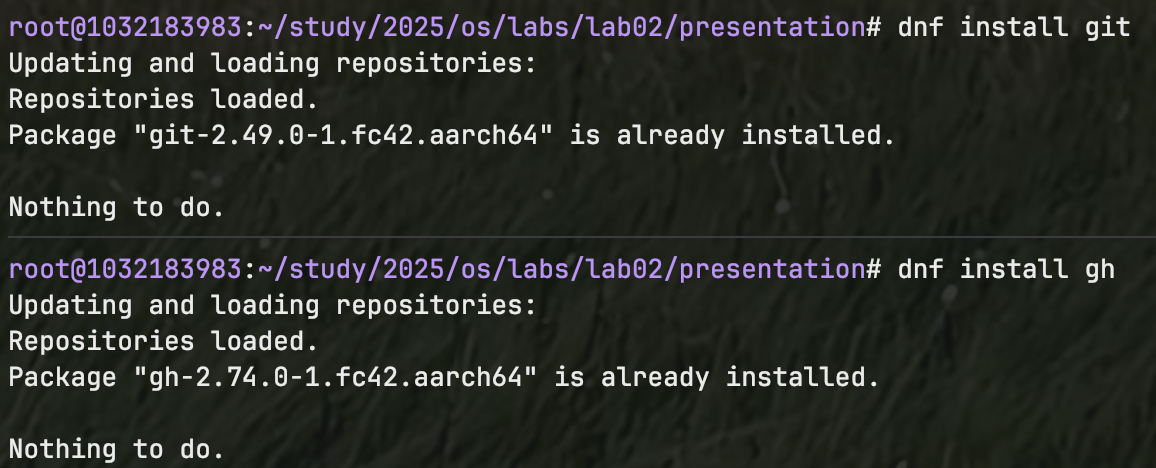 root@1032183983:~/study/2025/os/labs/lab02/presentation# dnf install git
Updating and loading repositories:
Repositories loaded.
Package "git-2.49.0-1.fc42.aarch64" is already installed.
Nothing to do.
root@1032183983:~/study/2025/os/labs/lab02/presentation# dnf install gh
Updating and loading repositories:
Repositories loaded.
Package "gh-2.74.0-1.fc42.aarch64" is already installed.
Nothing to do.